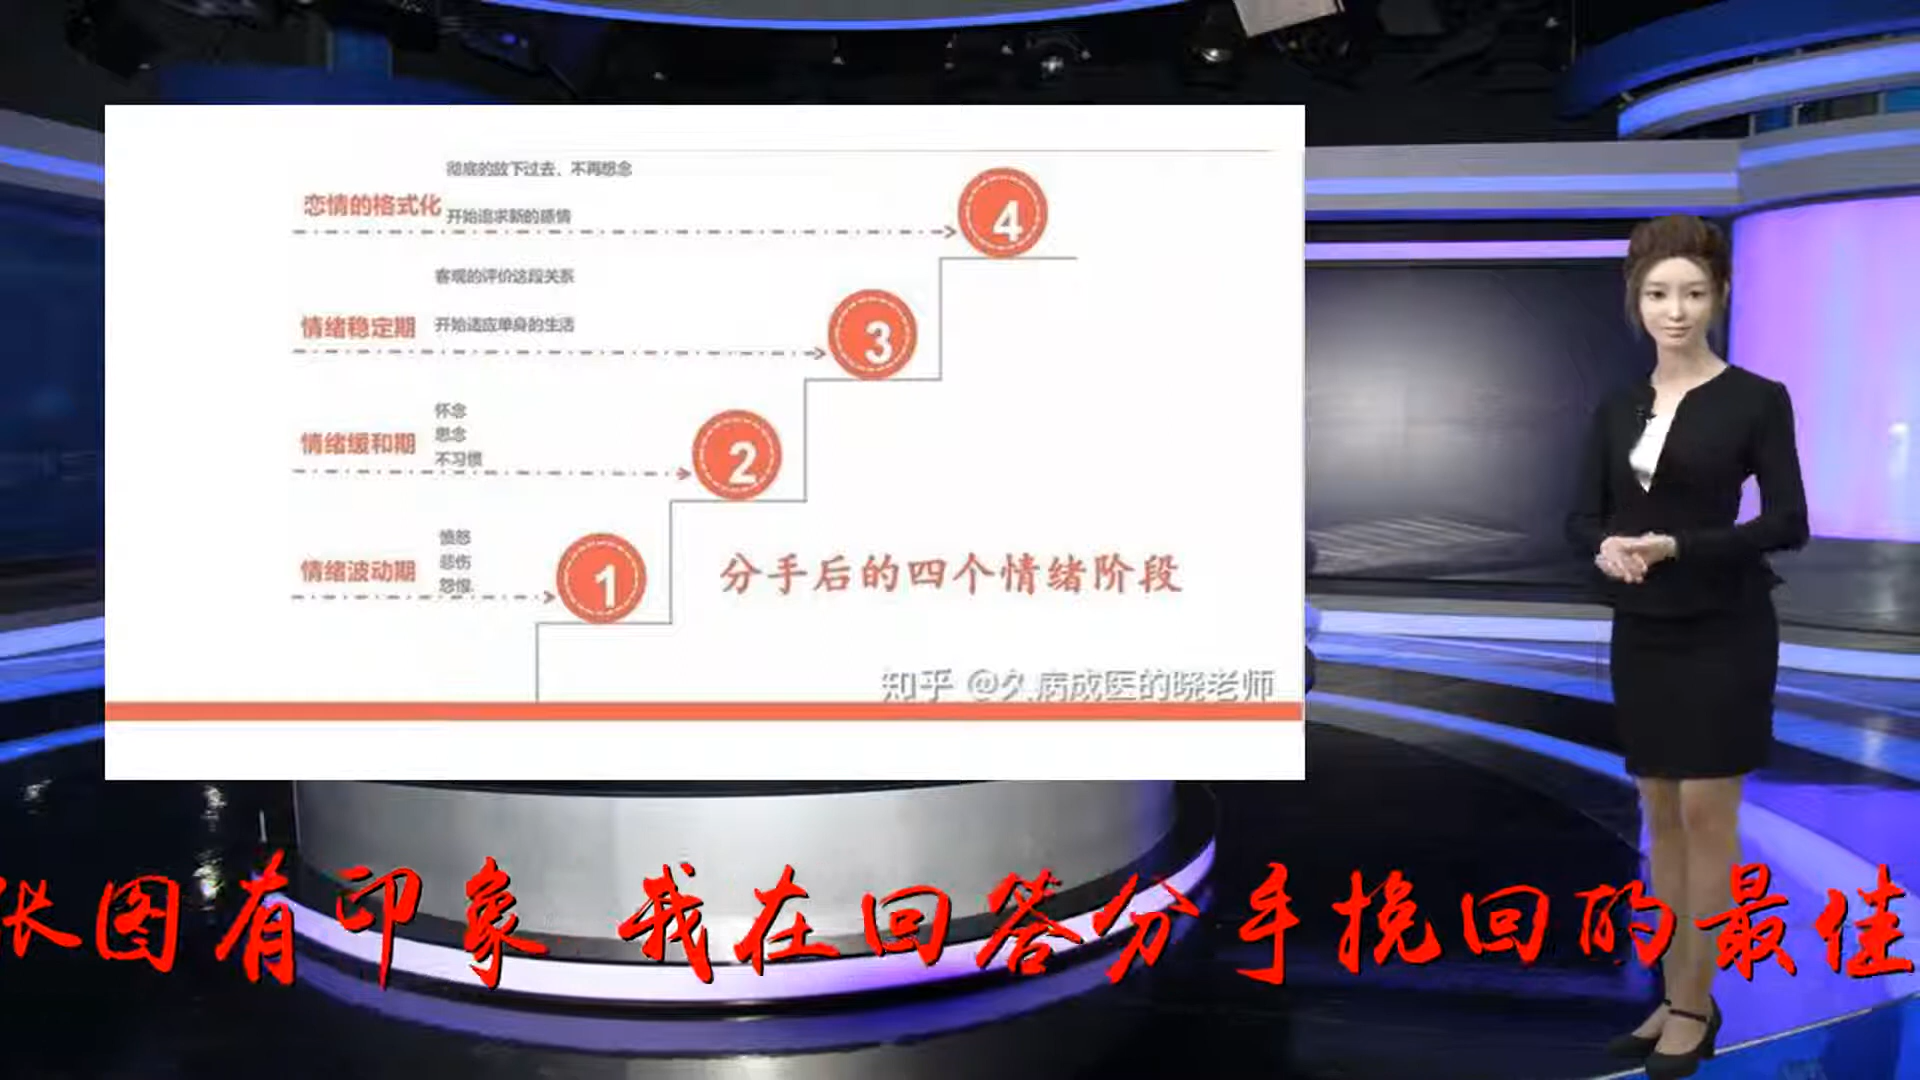 彻底的放下过去、不再想念
恋情的格式化
开始追求新的感情
4
客观的评价这段关系
情绪稳定期
开始适应单身的生活
3
怀念
情绪缓和期
思念
不习惯
2
愤怒
情绪波动期
悲伤
怨恨
1
分手后的四个情绪阶段
知乎 @久病成医的晓老师
张图有印象 我在回答分手挽回的最佳